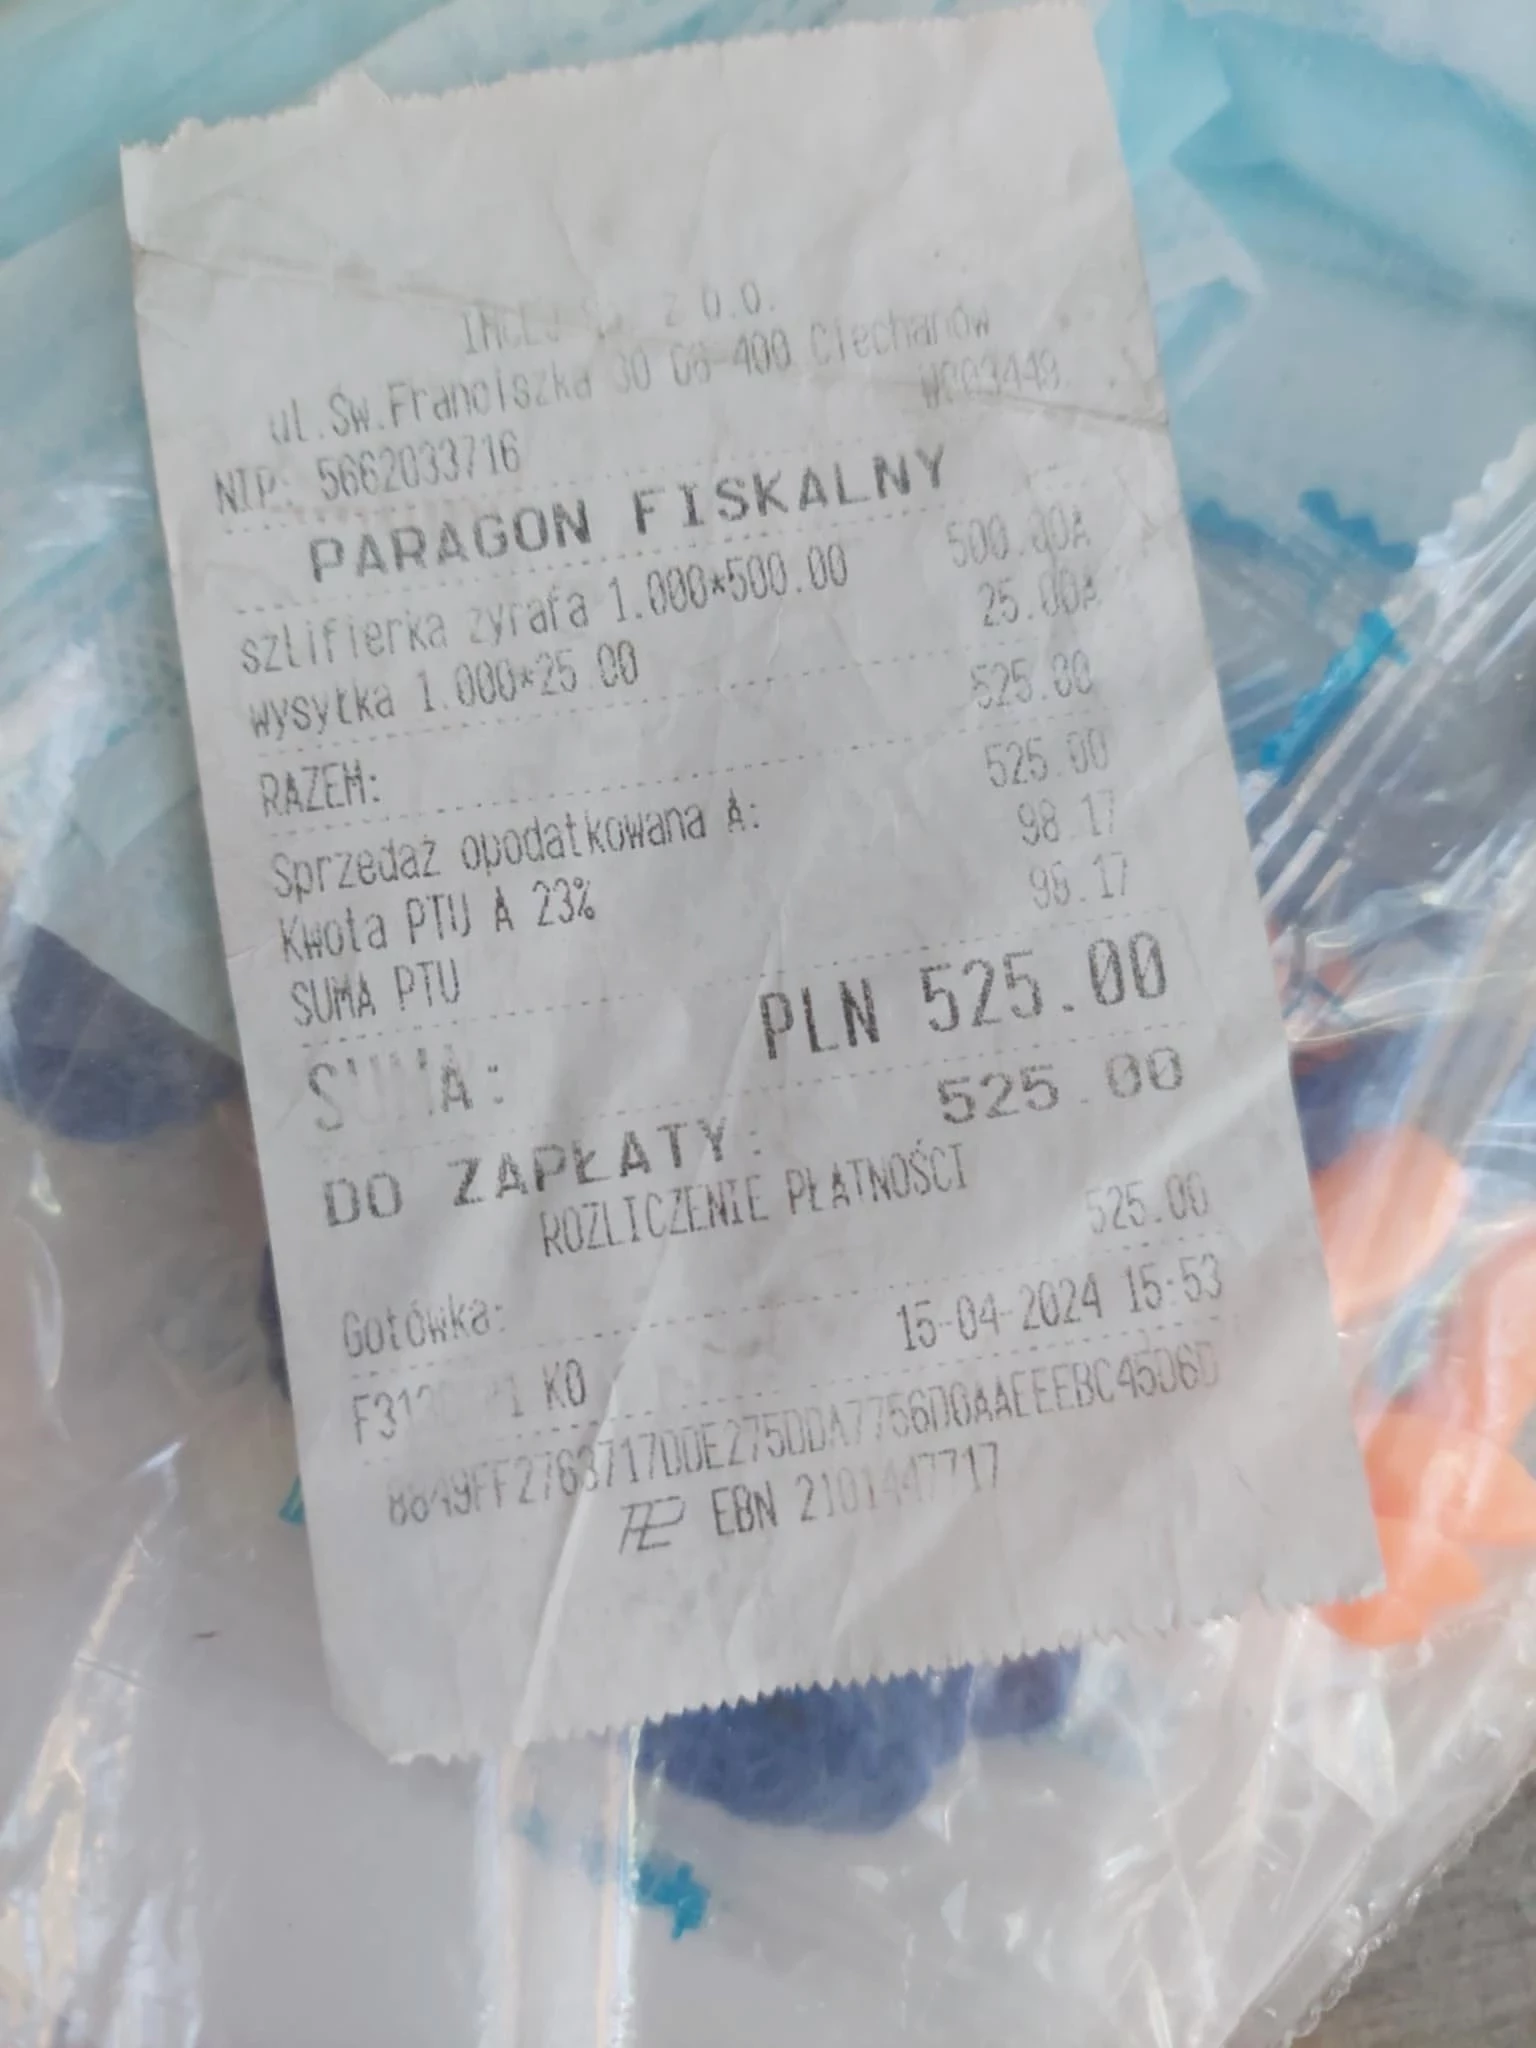 Z O.O.
ul.Św.Franciszka 30 06-400 Ciechanów
NIP: 5662033716
PARAGON FISKALNY
szlifierka zyrafa 1.000*500.00 500.00A
wysyłka 1.000*25.00 25.00A
RAZEM: 525.00
Sprzedaż opodatkowana A: 525.00
Kwota PTU A 23% 98.17
SUMA PTU 98.17
SUMA: PLN 525.00
DO ZAPŁATY: 525.00
ROZLICZENIE PŁATNOŚCI
Gotówka: 525.00
K0 15-04-2024 15:53
EBN 2101447717